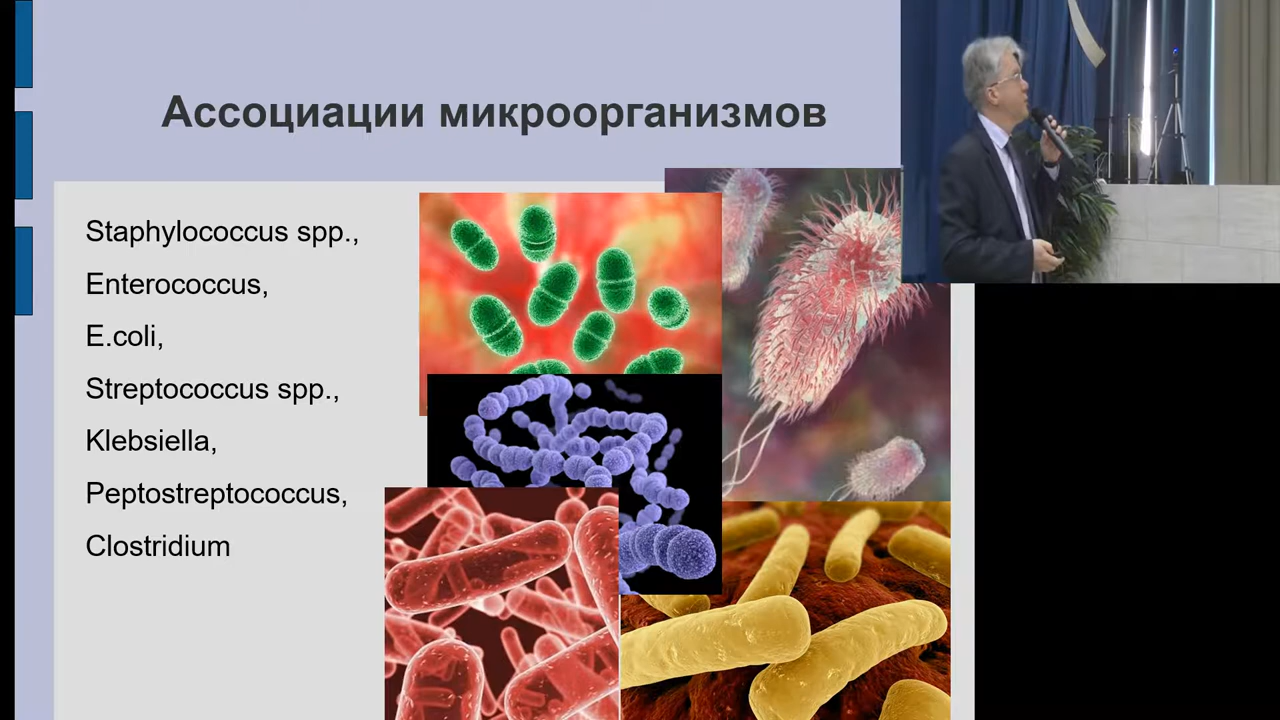 Ассоциации микроорганизмов
Staphylococcus spp.,
Enterococcus,
E.coli,
Streptococcus spp.,
Klebsiella,
Peptostreptococcus,
Clostridium